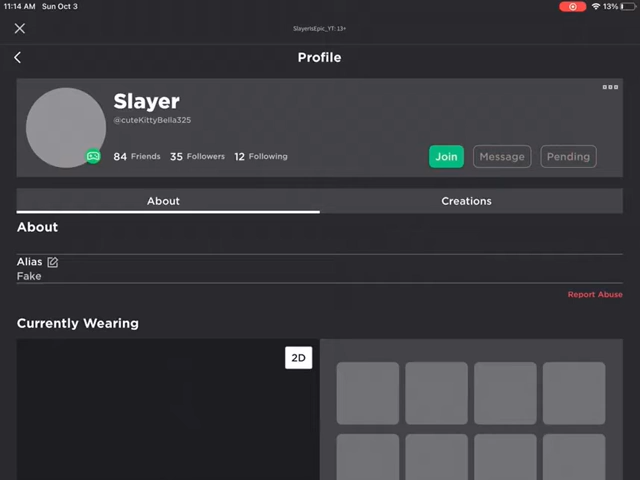 11:14 AM Sun Oct 3
13%
SlayerIsEpic_YT: 13+
Profile
Slayer
@cuteKittyBella325
84 Friends 35 Followers 12 Following
Join Message Pending
About Creations
About
Alias
Fake
Report Abuse
Currently Wearing
2D